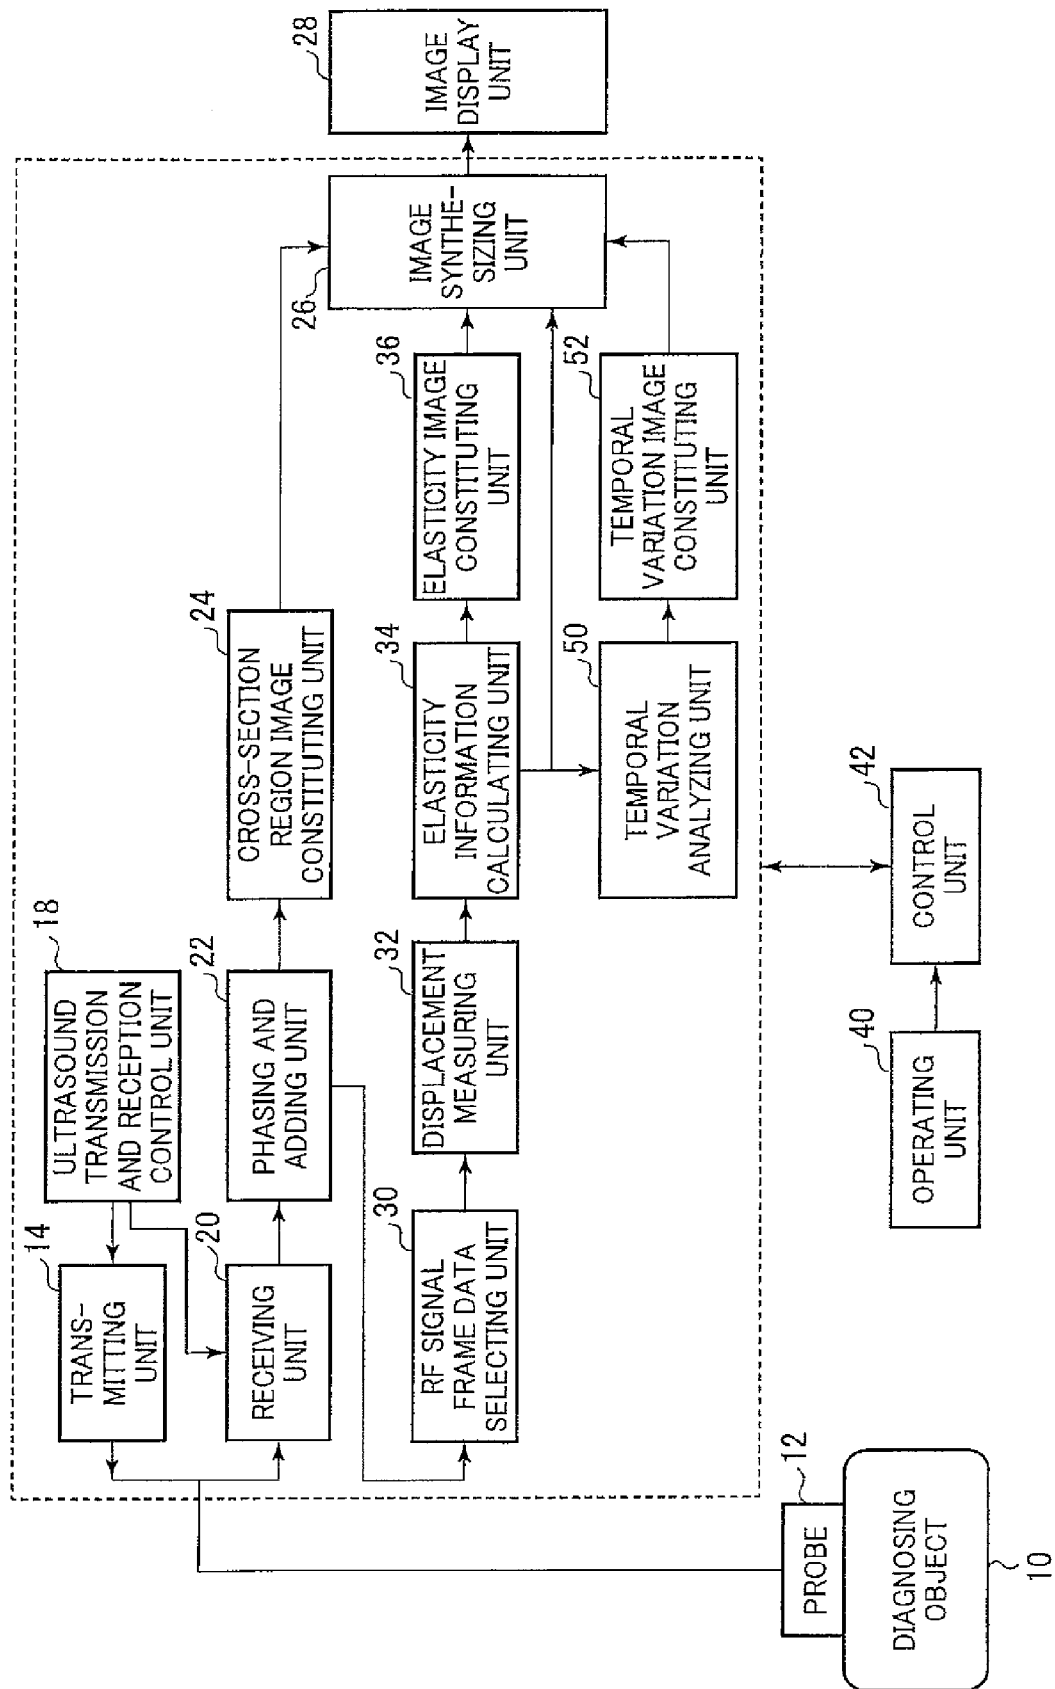 18
ULTRASOUND
TRANSMISSION
AND RECEPTION
CONTROL UNIT
14
TRANS-
MITTING
UNIT
20
RECEIVING
UNIT
22
PHASING AND
ADDING UNIT
24
CROSS-SECTION
REGION IMAGE
CONSTITUTING UNIT
26
IMAGE
SYNTHE-
SIZING
UNIT
28
IMAGE
DISPLAY
UNIT
30
RF SIGNAL
FRAME DATA
SELECTING UNIT
32
DISPLACEMENT
MEASURING
UNIT
34
ELASTICITY
INFORMATION
CALCULATING UNIT
36
ELASTICITY IMAGE
CONSTITUTING
UNIT
50
TEMPORAL
VARIATION
ANALYZING UNIT
52
TEMPORAL
VARIATION IMAGE
CONSTITUTING
UNIT
12
PROBE
DIAGNOSING
OBJECT
10
40
OPERATING
UNIT
42
CONTROL
UNIT